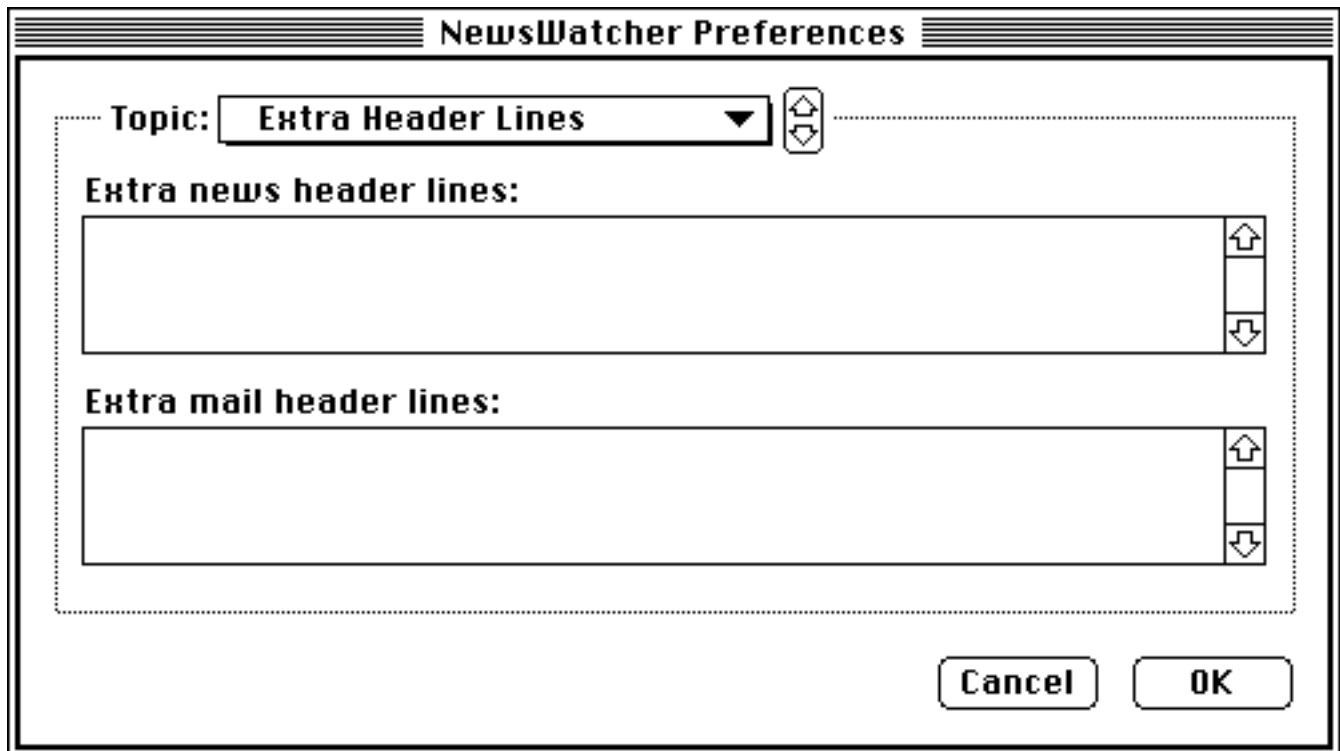 NewsWatcher Preferences
Topic: Extra Header Lines
Extra news header lines:
Extra mail header lines:
Cancel OK